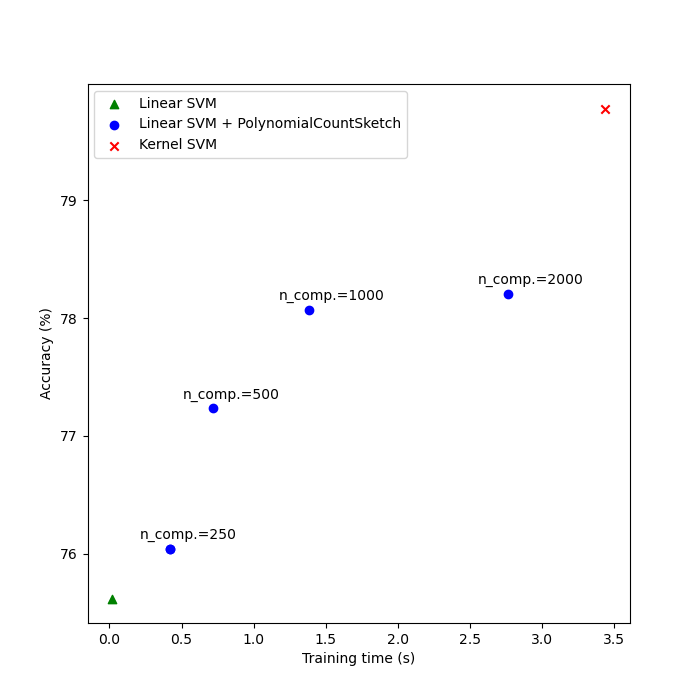 Linear SVM
Linear SVM + PolynomialCountSketch
Kernel SVM
79
n_comp.=2000
n_comp.=1000
78
n_comp.=500
77
n_comp.=250
76
Accuracy (%)
0.0 0.5 1.0 1.5 2.0 2.5 3.0 3.5
Training time (s)